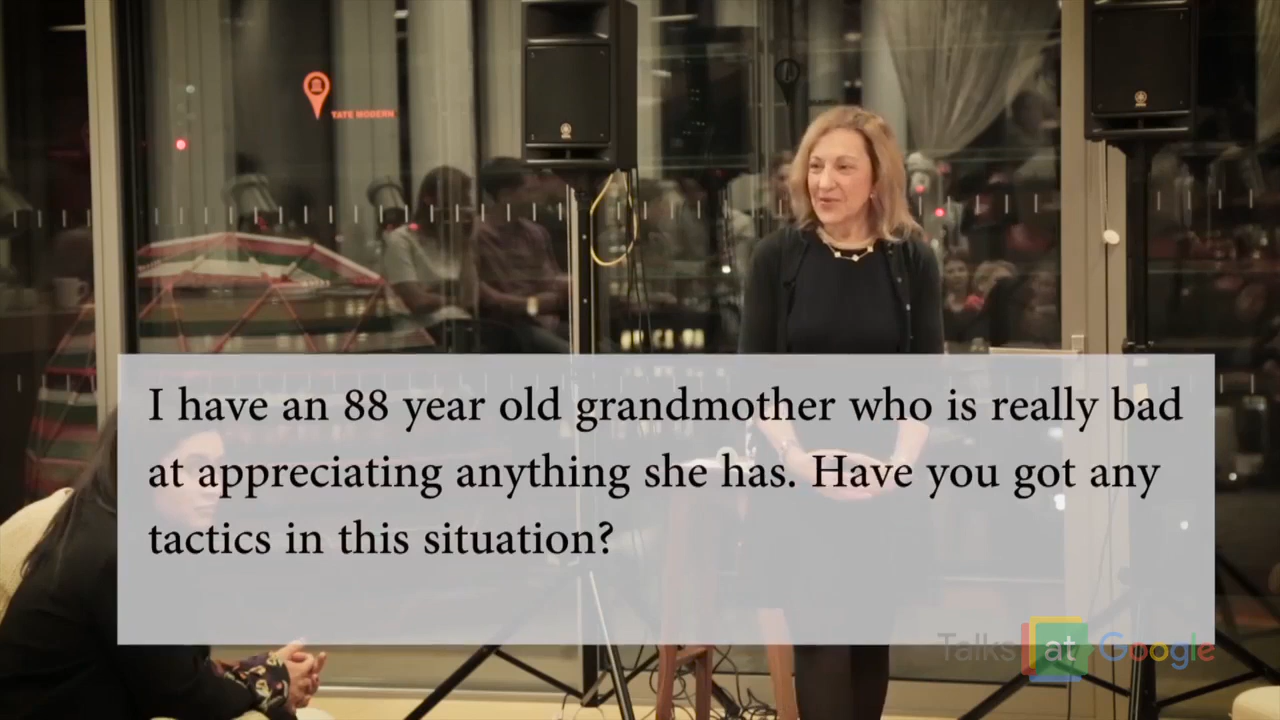 TATE MODERN
I have an 88 year old grandmother who is really bad
at appreciating anything she has. Have you got any
tactics in this situation?
Talks at Google